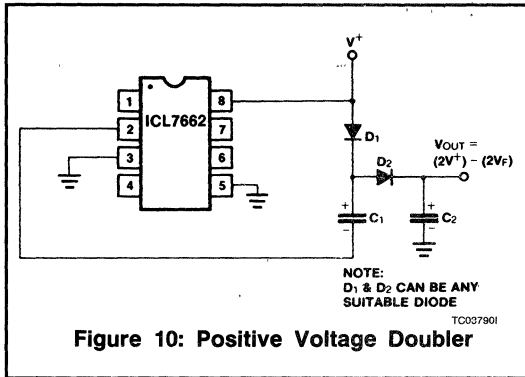 V+
ICL7662
1
2
3
4
8
7
6
5
D1
D2
VOUT =
(2V+) – (2VF)
+
C1
–
+
C2
–
NOTE:
D1 & D2 CAN BE ANY
SUITABLE DIODE
TC03790I
Figure 10: Positive Voltage Doubler